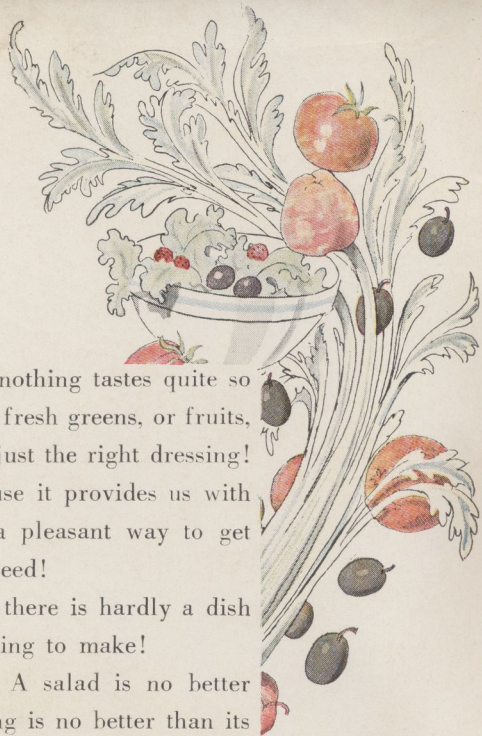 nothing tastes quite so
fresh greens, or fruits,
just the right dressing!
use it provides us with
a pleasant way to get
eed!
there is hardly a dish
ing to make!
A salad is no better
ng is no better than its